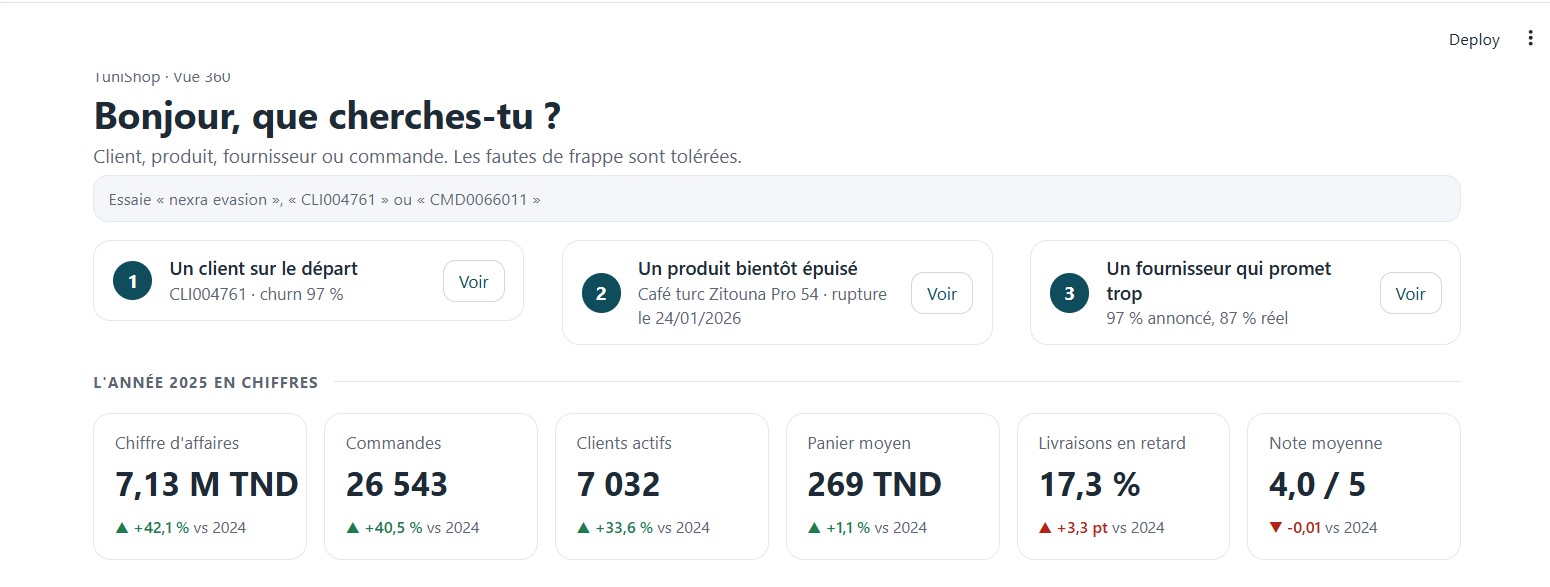 Deploy
TuniShop · Vue 360
Bonjour, que cherches-tu ?
Client, produit, fournisseur ou commande. Les fautes de frappe sont tolérées.
Essaie « nexra evasion », « CLI004761 » ou « CMD0066011 »
1
Un client sur le départ
CLI004761 · churn 97 %
Voir
2
Un produit bientôt épuisé
Café turc Zitouna Pro 54 · rupture
le 24/01/2026
Voir
3
Un fournisseur qui promet
trop
97 % annoncé, 87 % réel
Voir
L'ANNÉE 2025 EN CHIFFRES
Chiffre d'affaires
7,13 M TND
▲ +42,1 % vs 2024
Commandes
26 543
▲ +40,5 % vs 2024
Clients actifs
7 032
▲ +33,6 % vs 2024
Panier moyen
269 TND
▲ +1,1 % vs 2024
Livraisons en retard
17,3 %
▲ +3,3 pt vs 2024
Note moyenne
4,0 / 5
▼ -0,01 vs 2024